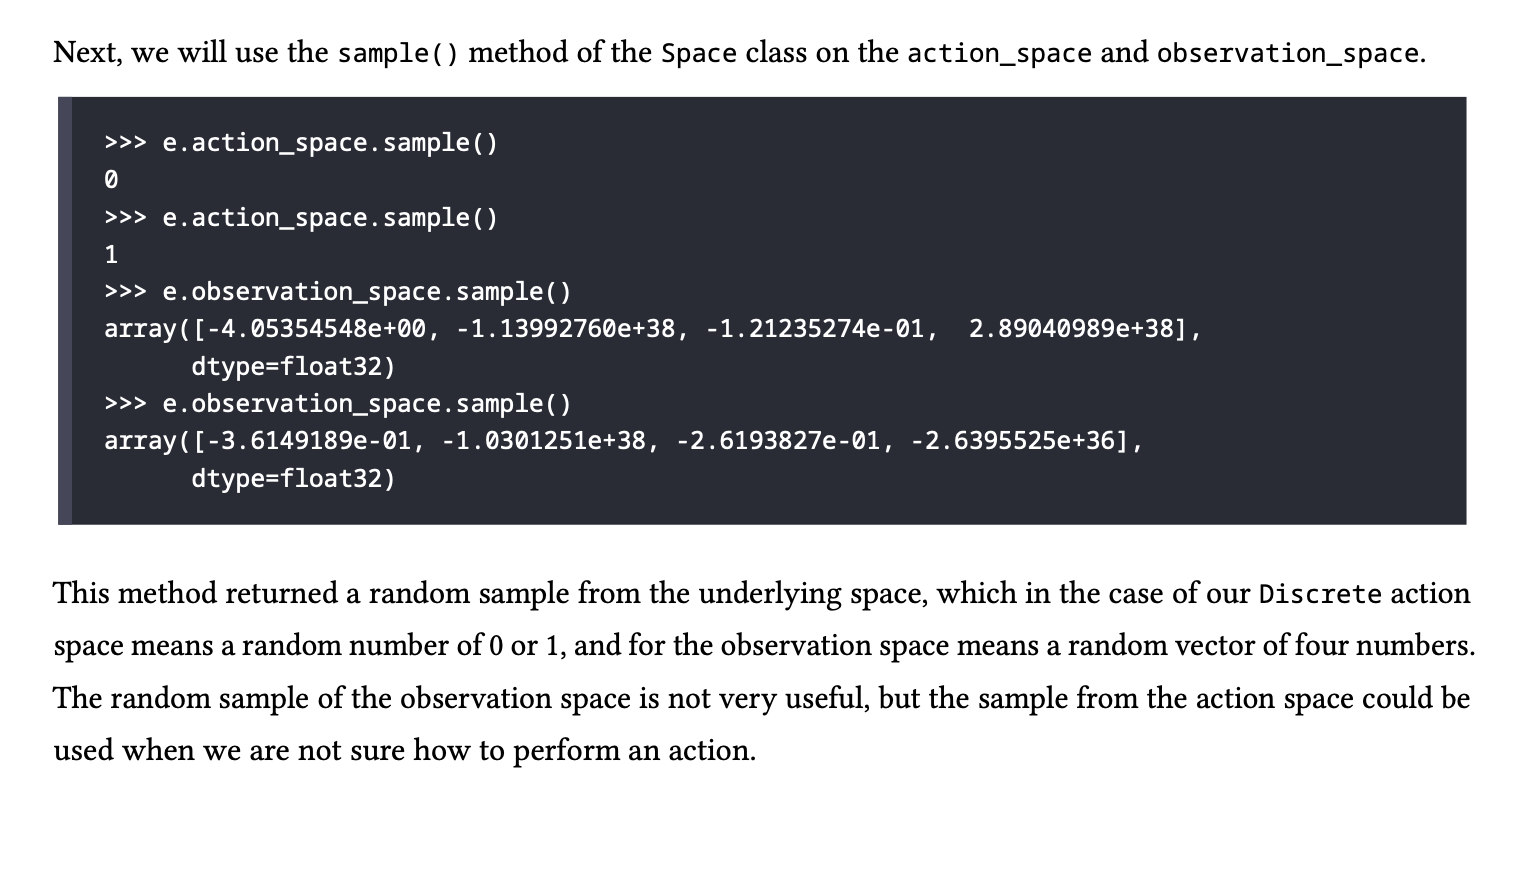 Next, we will use the sample() method of the Space class on the action_space and observation_space.
>>> e.action_space.sample()
0
>>> e.action_space.sample()
1
>>> e.observation_space.sample()
array([-4.05354548e+00, -1.13992760e+38, -1.21235274e-01,  2.89040989e+38],
      dtype=float32)
>>> e.observation_space.sample()
array([-3.6149189e-01, -1.0301251e+38, -2.6193827e-01, -2.6395525e+36],
      dtype=float32)
This method returned a random sample from the underlying space, which in the case of our Discrete action
space means a random number of 0 or 1, and for the observation space means a random vector of four numbers.
The random sample of the observation space is not very useful, but the sample from the action space could be
used when we are not sure how to perform an action.